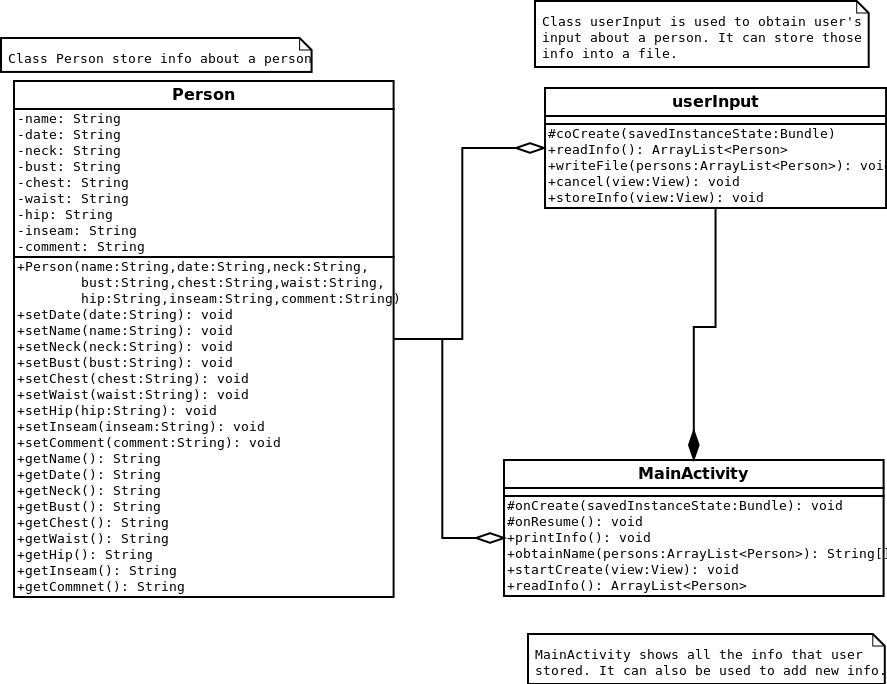 Class Person store info about a person
Person
-name: String
-date: String
-neck: String
-bust: String
-chest: String
-waist: String
-hip: String
-inseam: String
-comment: String
+Person(name:String,date:String,neck:String,
bust:String,chest:String,waist:String,
hip:String,inseam:String,comment:String)
+setDate(date:String): void
+setName(name:String): void
+setNeck(neck:String): void
+setBust(bust:String): void
+setChest(chest:String): void
+setWaist(waist:String): void
+setHip(hip:String): void
+setInseam(inseam:String): void
+setComment(comment:String): void
+getName(): String
+getDate(): String
+getNeck(): String
+getBust(): String
+getChest(): String
+getWaist(): String
+getHip(): String
+getInseam(): String
+getCommnet(): String
Class userInput is used to obtain user's
input about a person. It can store those
info into a file.
userInput
#coCreate(savedInstanceState:Bundle)
+readInfo(): ArrayList<Person>
+writeFile(persons:ArrayList<Person>): void
+cancel(view:View): void
+storeInfo(view:View): void
MainActivity
#onCreate(savedInstanceState:Bundle): void
#onResume(): void
+printInfo(): void
+obtainName(persons:ArrayList<Person>): String[]
+startCreate(view:View): void
+readInfo(): ArrayList<Person>
MainActivity shows all the info that user
stored. It can also be used to add new info.